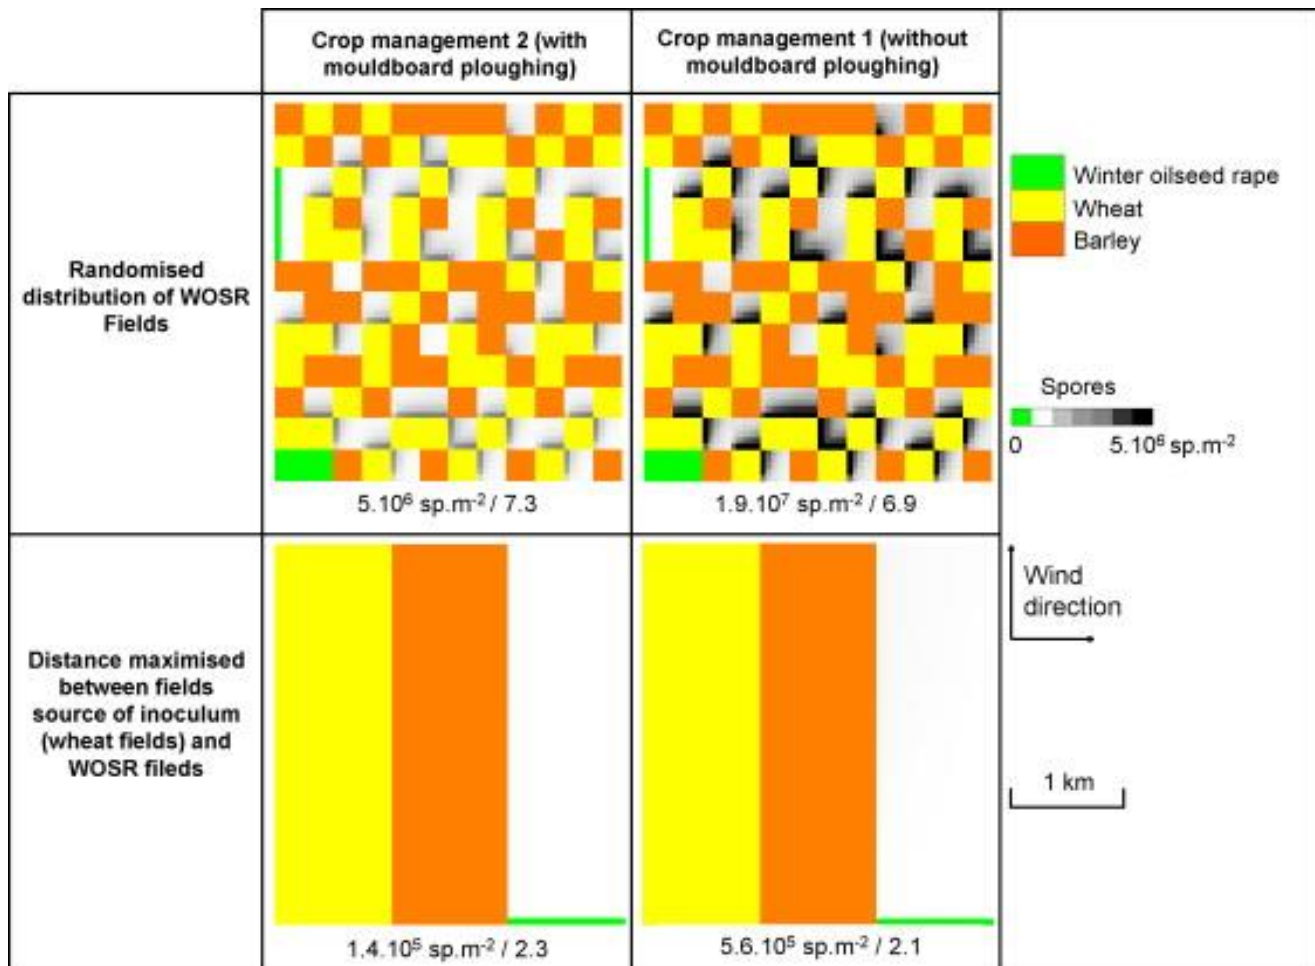 Crop management 2 (with
mouldboard ploughing)
Crop management 1 (without
mouldboard ploughing)
Randomised
distribution of WOSR
Fields
5.10⁶ sp.m⁻² / 7.3
1.9.10⁷ sp.m⁻² / 6.9
Distance maximised
between fields
source of inoculum
(wheat fields) and
WOSR fileds
1.4.10⁵ sp.m⁻² / 2.3
5.6.10⁵ sp.m⁻² / 2.1
Winter oilseed rape
Wheat
Barley
Spores
0
5.10⁶ sp.m⁻²
Wind
direction
1 km